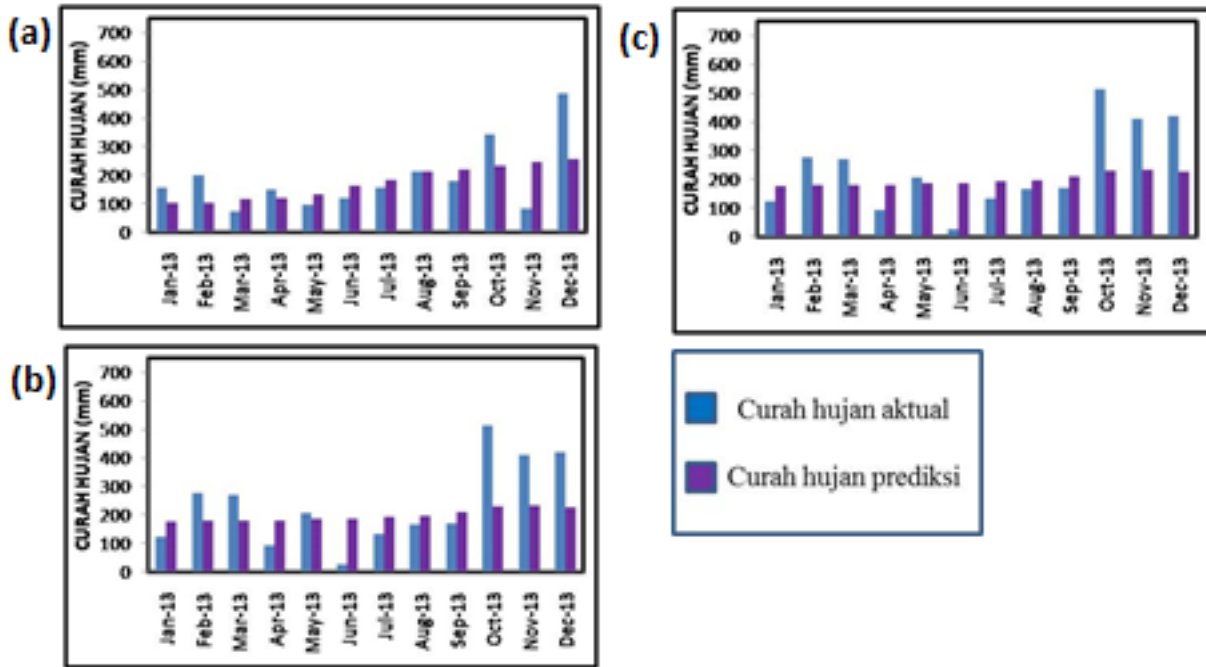 (a)
CURAH HUJAN (mm)
700
600
500
400
300
200
100
0
Jan-13
Feb-13
Mar-13
Apr-13
May-13
Jun-13
Jul-13
Aug-13
Sep-13
Oct-13
Nov-13
Dec-13
(b)
CURAH HUJAN (mm)
700
600
500
400
300
200
100
0
Jan-13
Feb-13
Mar-13
Apr-13
May-13
Jun-13
Jul-13
Aug-13
Sep-13
Oct-13
Nov-13
Dec-13
(c)
CURAH HUJAN (mm)
700
600
500
400
300
200
100
0
Jan-13
Feb-13
Mar-13
Apr-13
May-13
Jun-13
Jul-13
Aug-13
Sep-13
Oct-13
Nov-13
Dec-13
Curah hujan aktual
Curah hujan prediksi